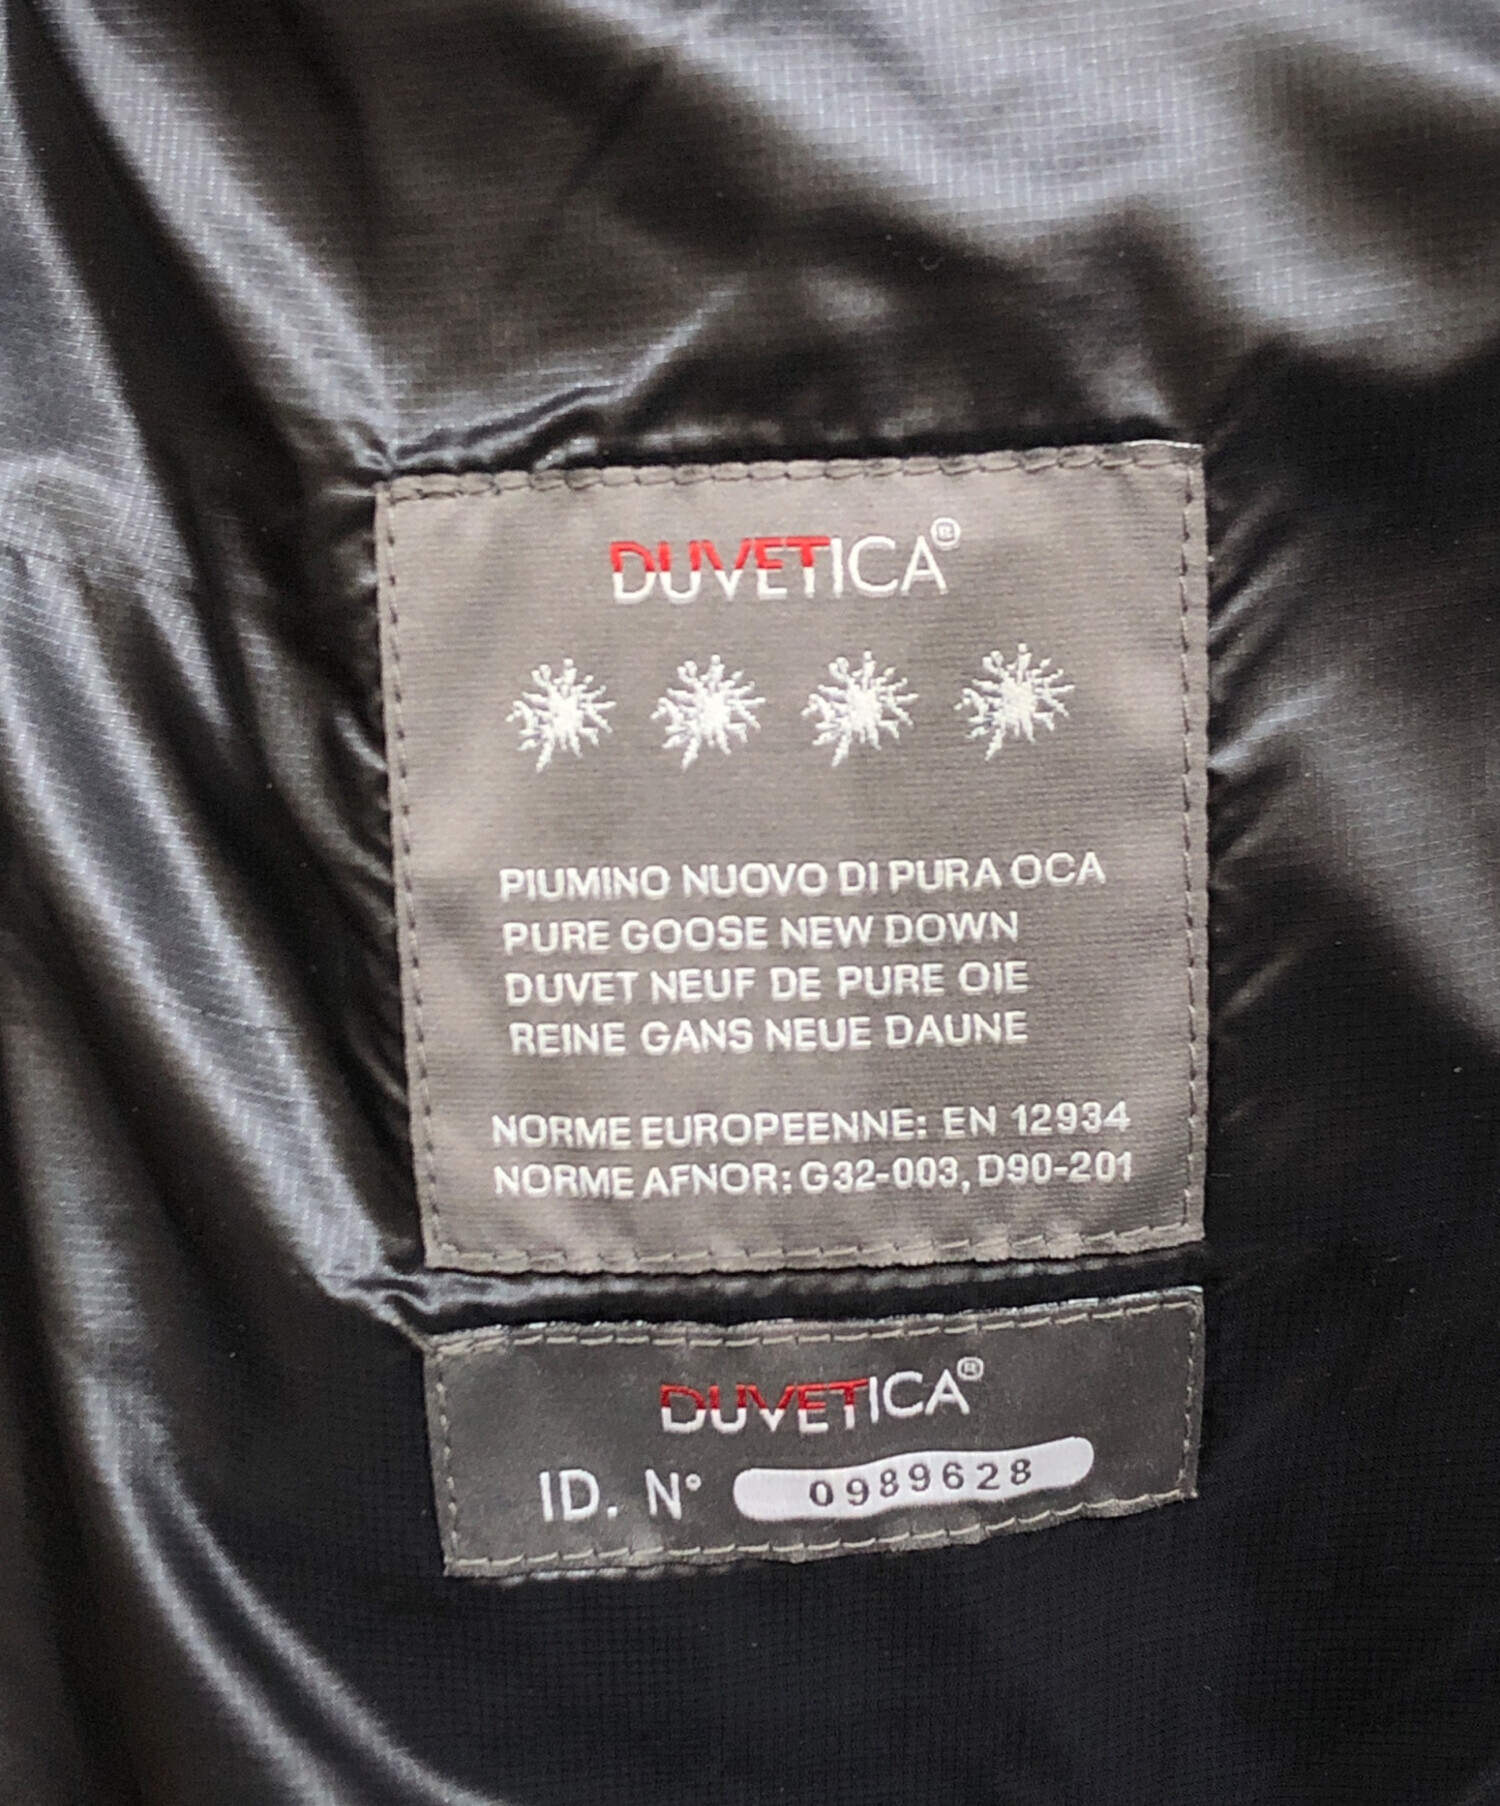 DUVETICA®
PIUMINO NUOVO DI PURA OCA
PURE GOOSE NEW DOWN
DUVET NEUF DE PURE OIE
REINE GANS NEUE DAUNE
NORME EUROPEENNE: EN 12934
NORME AFNOR: G32-003, D90-201
DUVETICA®
ID. N° 0989628